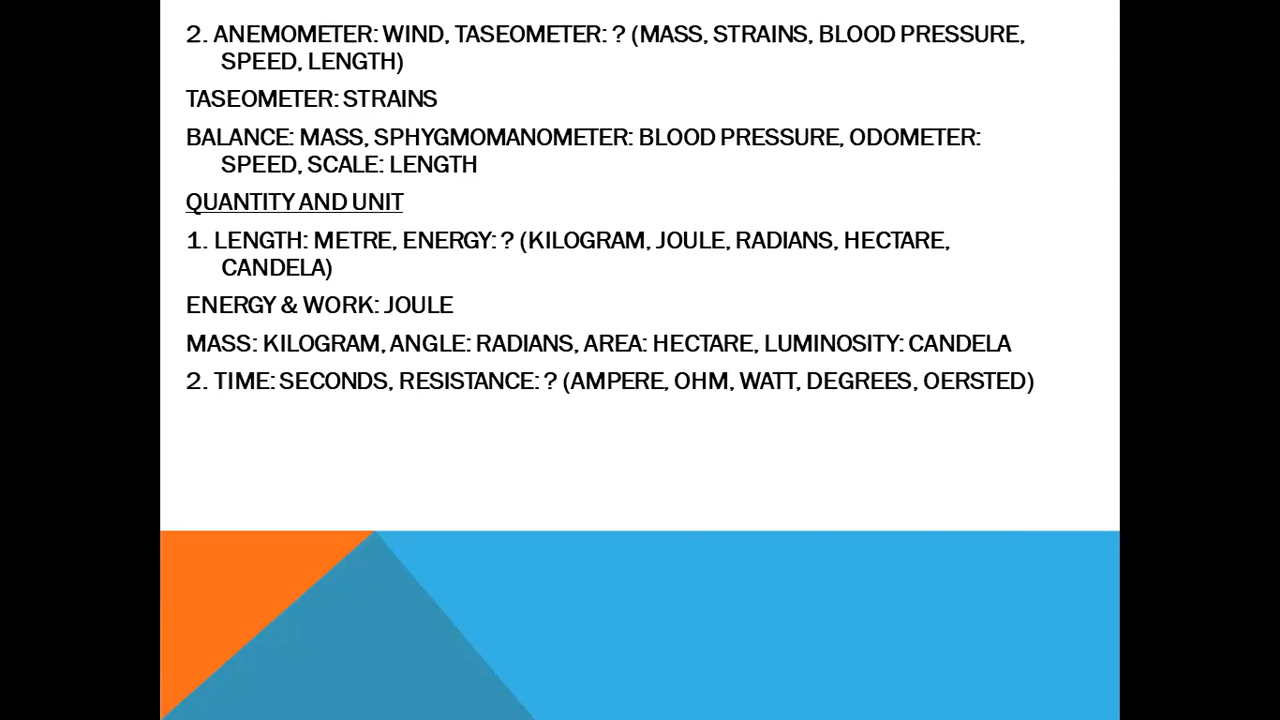 2. ANEMOMETER: WIND, TASEOMETER: ? (MASS, STRAINS, BLOOD PRESSURE,
SPEED, LENGTH)
TASEOMETER: STRAINS
BALANCE: MASS, SPHYGMOMANOMETER: BLOOD PRESSURE, ODOMETER:
SPEED, SCALE: LENGTH
QUANTITY AND UNIT
1. LENGTH: METRE, ENERGY: ? (KILOGRAM, JOULE, RADIANS, HECTARE,
CANDELA)
ENERGY & WORK: JOULE
MASS: KILOGRAM, ANGLE: RADIANS, AREA: HECTARE, LUMINOSITY: CANDELA
2. TIME: SECONDS, RESISTANCE: ? (AMPERE, OHM, WATT, DEGREES, OERSTED)